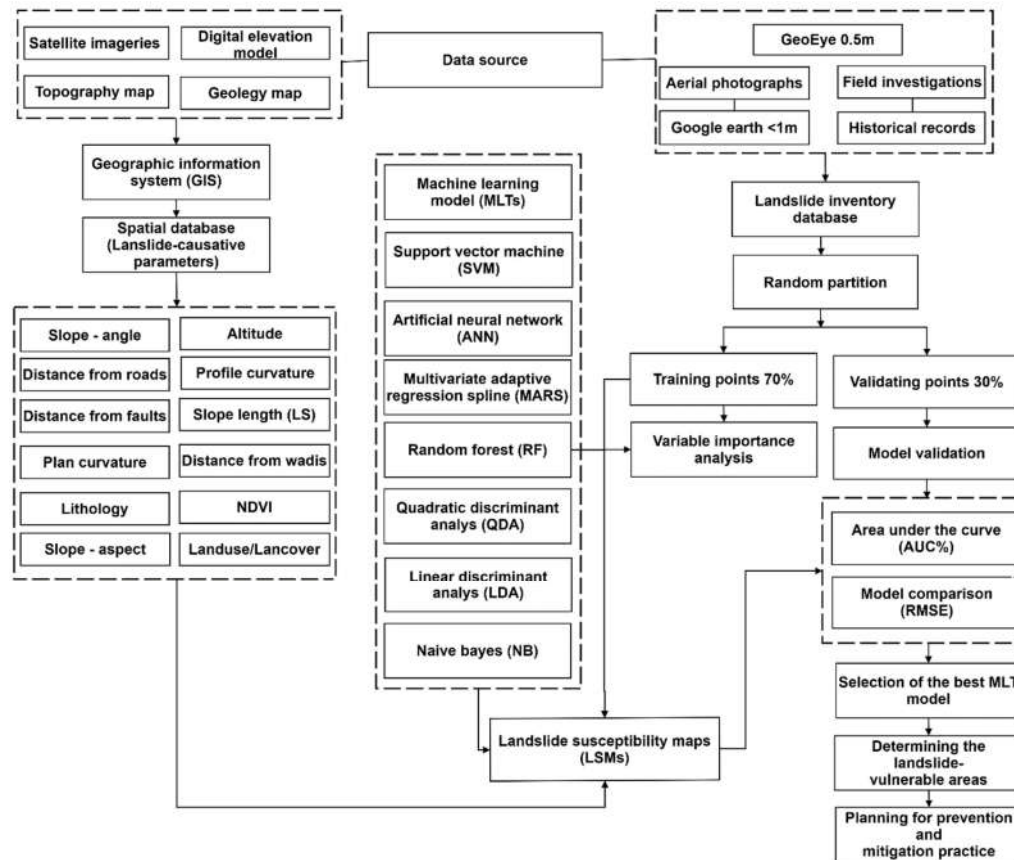 Satellite imageries
Digital elevation
model
Topography map
Geolegy map
Data source
GeoEye 0.5m
Aerial photographs
Field investigations
Google earth <1m
Historical records
Geographic information
system (GIS)
Spatial database
(Lanslide-causative
parameters)
Slope - angle
Altitude
Distance from roads
Profile curvature
Distance from faults
Slope length (LS)
Plan curvature
Distance from wadis
Lithology
NDVI
Slope - aspect
Landuse/Lancover
Machine learning
model (MLTs)
Support vector machine
(SVM)
Artificial neural network
(ANN)
Multivariate adaptive
regression spline (MARS)
Random forest (RF)
Quadratic discriminant
analys (QDA)
Linear discriminant
analys (LDA)
Naive bayes (NB)
Landslide inventory
database
Random partition
Training points 70%
Validating points 30%
Variable importance
analysis
Model validation
Area under the curve
(AUC%)
Model comparison
(RMSE)
Landslide susceptibility maps
(LSMs)
Selection of the best MLT
model
Determining the
landslide-
vulnerable areas
Planning for prevention
and
mitigation practice